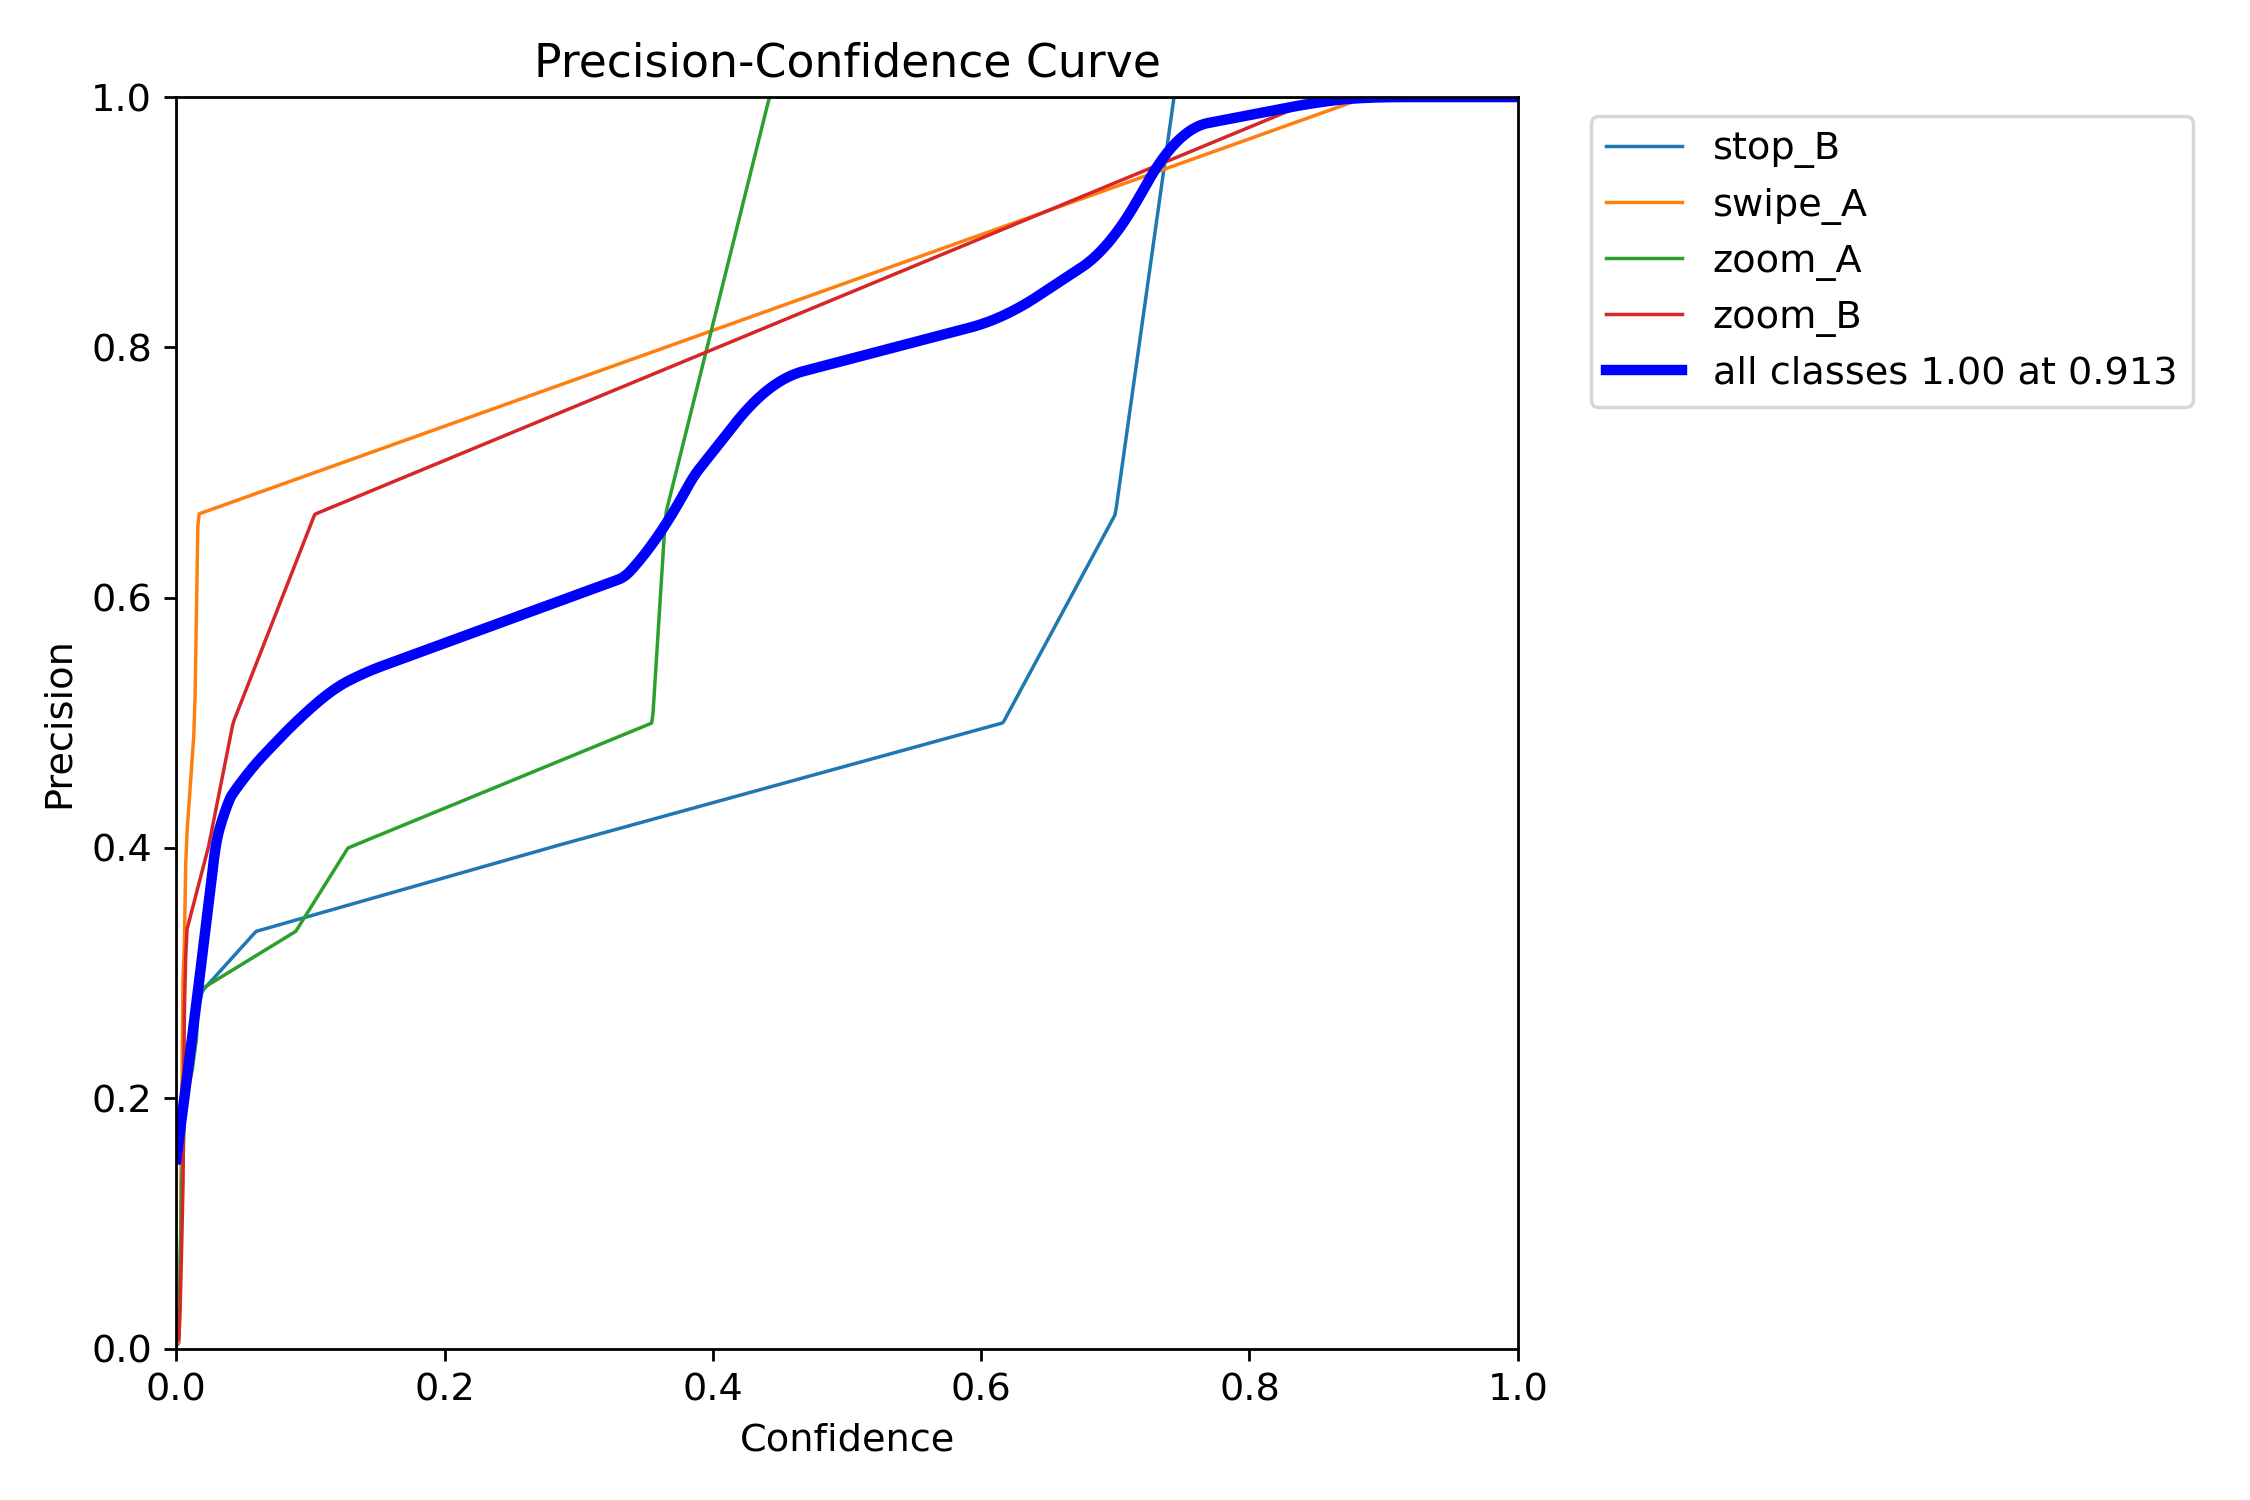 Precision-Confidence Curve
1.0
0.8
0.6
0.4
0.2
0.0
Precision
0.0 0.2 0.4 0.6 0.8 1.0
Confidence
stop_B
swipe_A
zoom_A
zoom_B
all classes 1.00 at 0.913